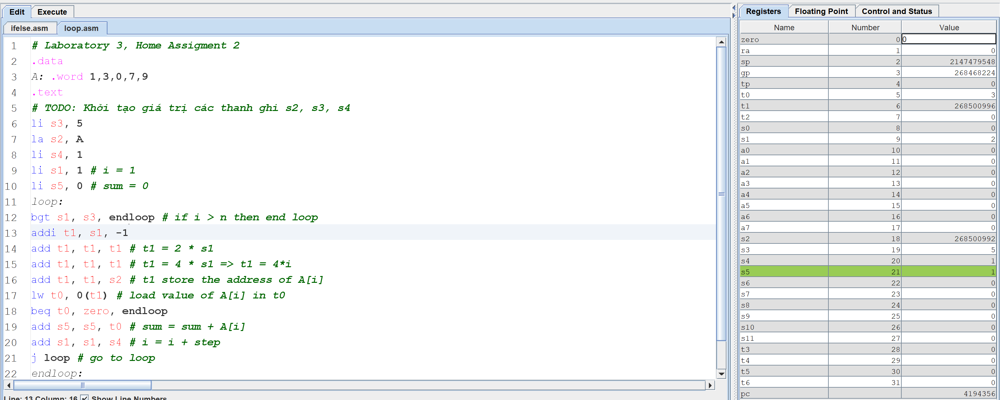 Edit Execute
ifelse.asm loop.asm
1 # Laboratory 3, Home Assigment 2
2 .data
3 A: .word 1,3,0,7,9
4 .text
5 # TODO: Khởi tạo giá trị các thanh ghi s2, s3, s4
6 li s3, 5
7 la s2, A
8 li s4, 1
9 li s1, 1 # i = 1
10 li s5, 0 # sum = 0
11 loop:
12 bgt s1, s3, endloop # if i > n then end loop
13 addi t1, s1, -1
14 add t1, t1, t1 # t1 = 2 * s1
15 add t1, t1, t1 # t1 = 4 * s1 => t1 = 4*i
16 add t1, t1, s2 # t1 store the address of A[i]
17 lw t0, 0(t1) # load value of A[i] in t0
18 beq t0, zero, endloop
19 add s5, s5, t0 # sum = sum + A[i]
20 add s1, s1, s4 # i = i + step
21 j loop # go to loop
22 endloop:
Line: 13 Column: 16 Show Line Numbers
Registers Floating Point Control and Status
Name Number Value
zero 0 0
ra 1 0
sp 2 2147479548
gp 3 268468224
tp 4 0
t0 5 3
t1 6 268500996
t2 7 0
s0 8 0
s1 9 2
a0 10 0
a1 11 0
a2 12 0
a3 13 0
a4 14 0
a5 15 0
a6 16 0
a7 17 0
s2 18 268500992
s3 19 5
s4 20 1
s5 21 1
s6 22 0
s7 23 0
s8 24 0
s9 25 0
s10 26 0
s11 27 0
t3 28 0
t4 29 0
t5 30 0
t6 31 0
pc 4194356